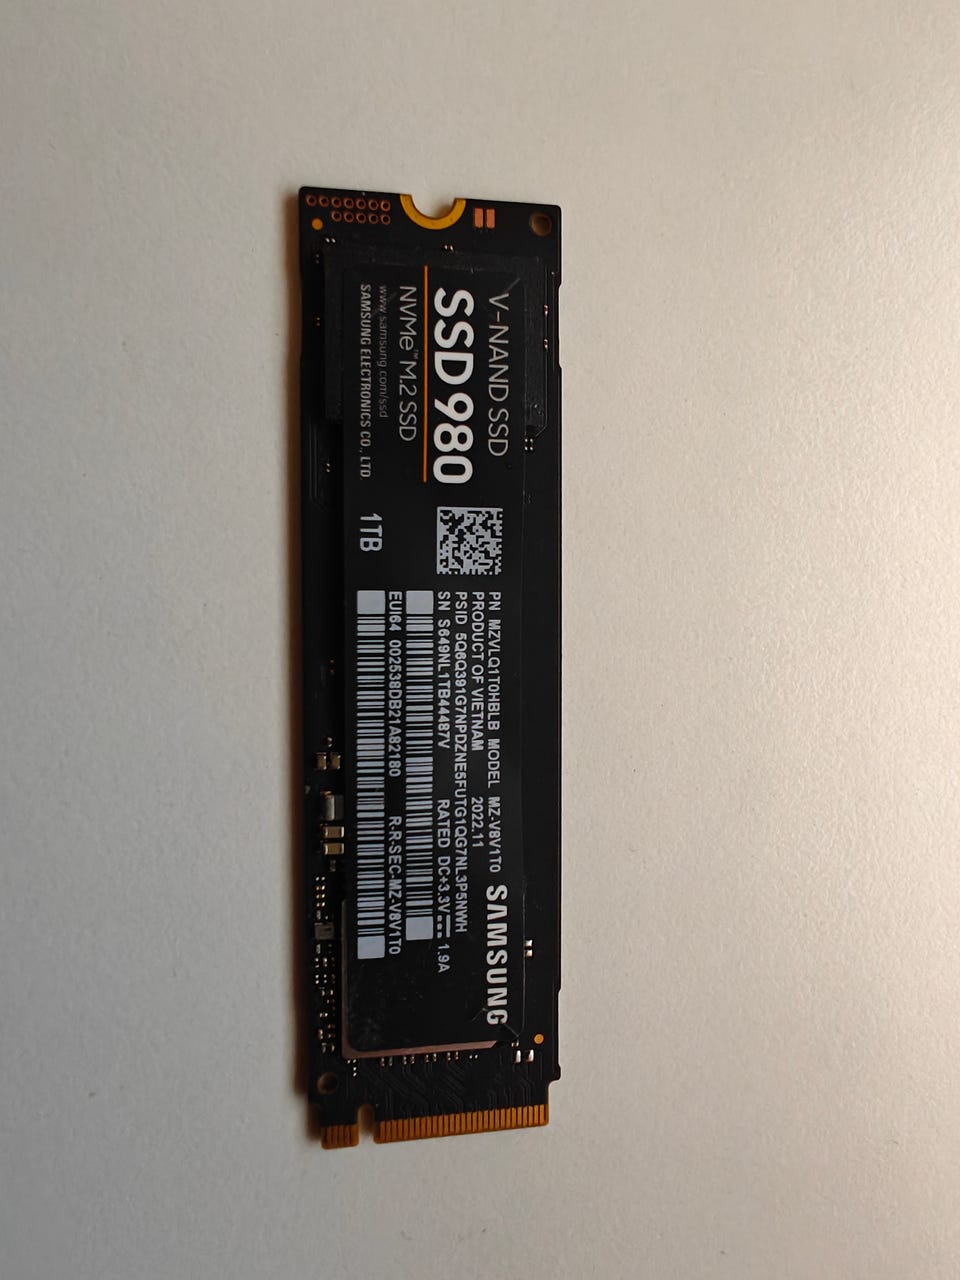 V-NAND SSD
SSD 980
NVMe™ M.2 SSD
www.samsung.com/ssd
SAMSUNG ELECTRONICS CO., LTD
1TB
PN MZVLQ1T0HBLB MODEL MZ-V8V1T0
PRODUCT OF VIETNAM 2022.11
PSID 5Q6Q391G7NPDZNE5FUTG1QG7NL3P5NWH
SN S649NL1TB44487V RATED DC+3.3V⎓ 1.9A
EUI64 002538DB21A82180 R-R-SEC-MZ-V8V1T0
SAMSUNG